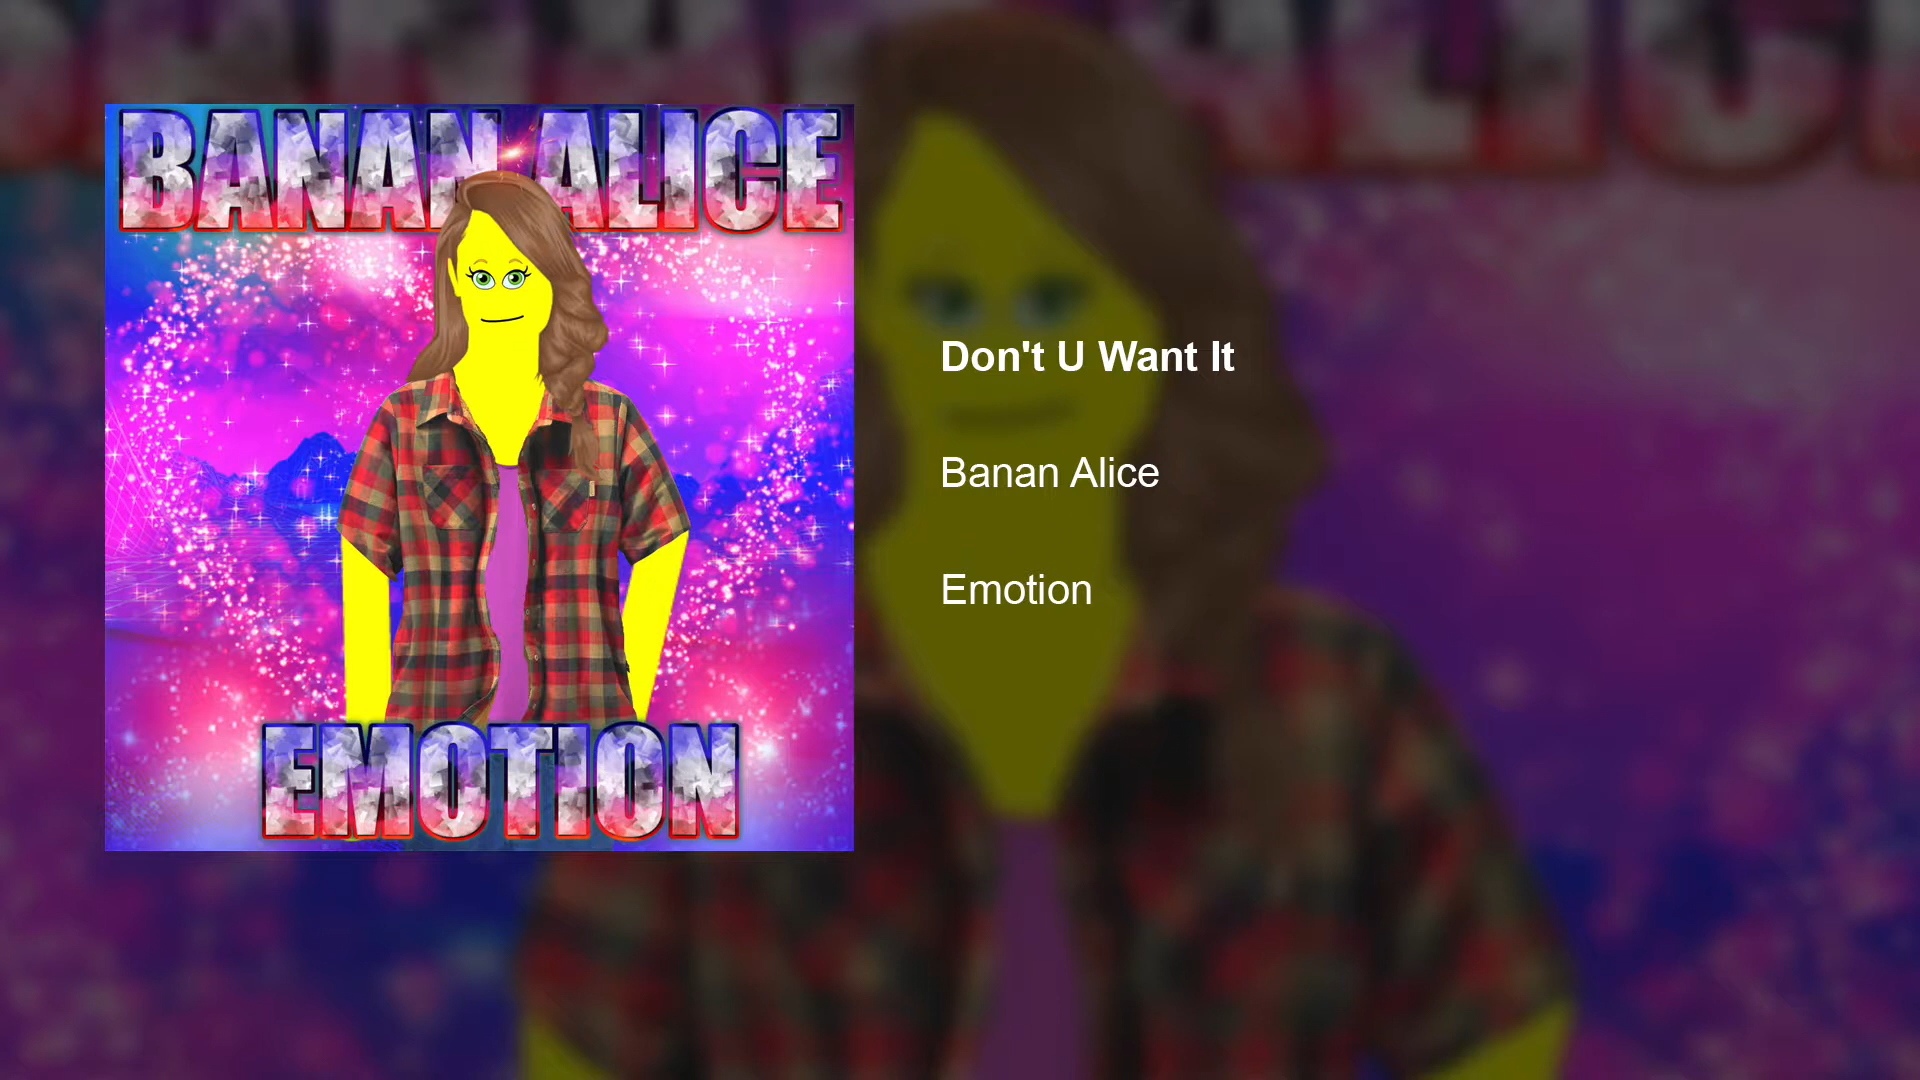 BANAN ALICE
EMOTION
Don't U Want It
Banan Alice
Emotion